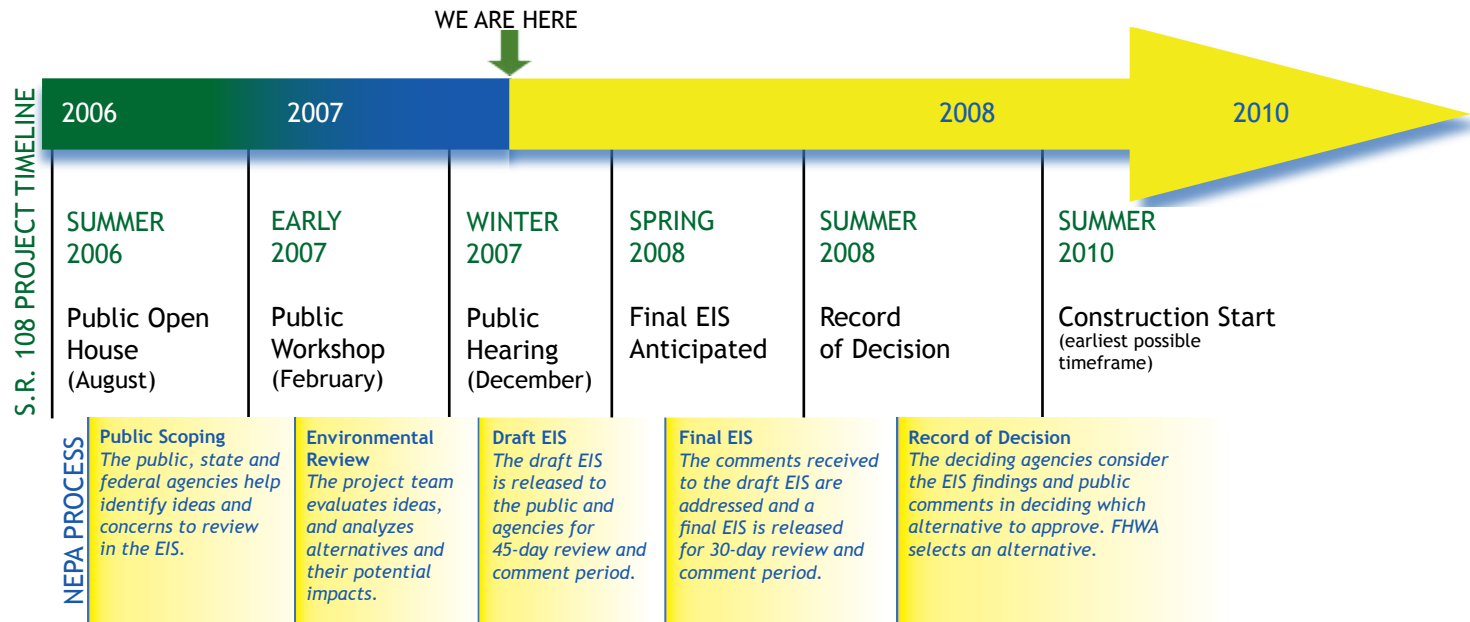 WE ARE HERE
2006
2007
2008
2010
S.R. 108 PROJECT TIMELINE
SUMMER
2006
Public Open
House
(August)
EARLY
2007
Public
Workshop
(February)
WINTER
2007
Public
Hearing
(December)
SPRING
2008
Final EIS
Anticipated
SUMMER
2008
Record
of Decision
SUMMER
2010
Construction Start
(earliest possible
timeframe)
NEPA PROCESS
Public Scoping
The public, state and
federal agencies help
identify ideas and
concerns to review
in the EIS.
Environmental
Review
The project team
evaluates ideas,
and analyzes
alternatives and
their potential
impacts.
Draft EIS
The draft EIS
is released to
the public and
agencies for
45-day review and
comment period.
Final EIS
The comments received
to the draft EIS are
addressed and a
final EIS is released
for 30-day review and
comment period.
Record of Decision
The deciding agencies consider
the EIS findings and public
comments in deciding which
alternative to approve. FHWA
selects an alternative.